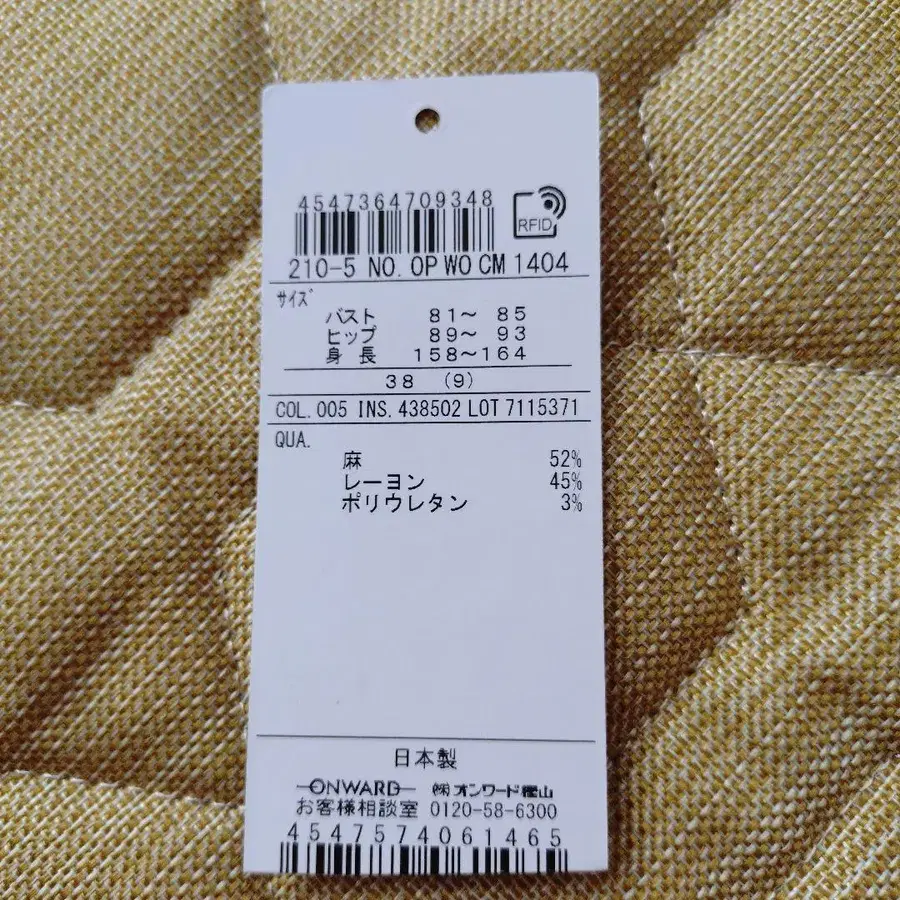 4547364709348
RFID
210-5 NO. OP WO CM 1404
サイズ
バスト 81～ 85
ヒップ 89～ 93
身長 158～164
38 (9)
COL. 005 INS. 438502 LOT 7115371
QUA.
麻 52%
レーヨン 45%
ポリウレタン 3%
日本製
ONWARD ㈱オンワード樫山
お客様相談室 0120-58-6300
4547574061465